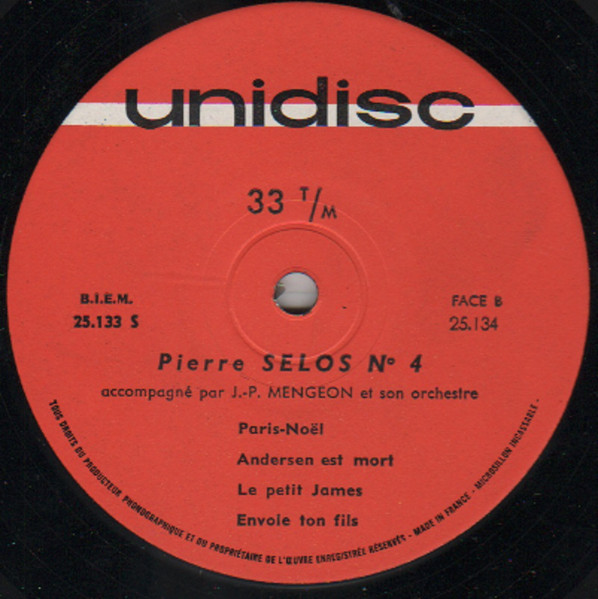 unidisc
33 T/M
B.I.E.M.
25.133 S
FACE B
25.134
Pierre SELOS Nº 4
accompagné par J.-P. MENGEON et son orchestre
Paris-Noël
Andersen est mort
Le petit James
Envoie ton fils
TOUS DROITS DU PRODUCTEUR PHONOGRAPHIQUE ET DU PROPRIÉTAIRE DE L'ŒUVRE ENREGISTRÉE RÉSERVÉS - MADE IN FRANCE - MICROSILLON INCASSABLE -